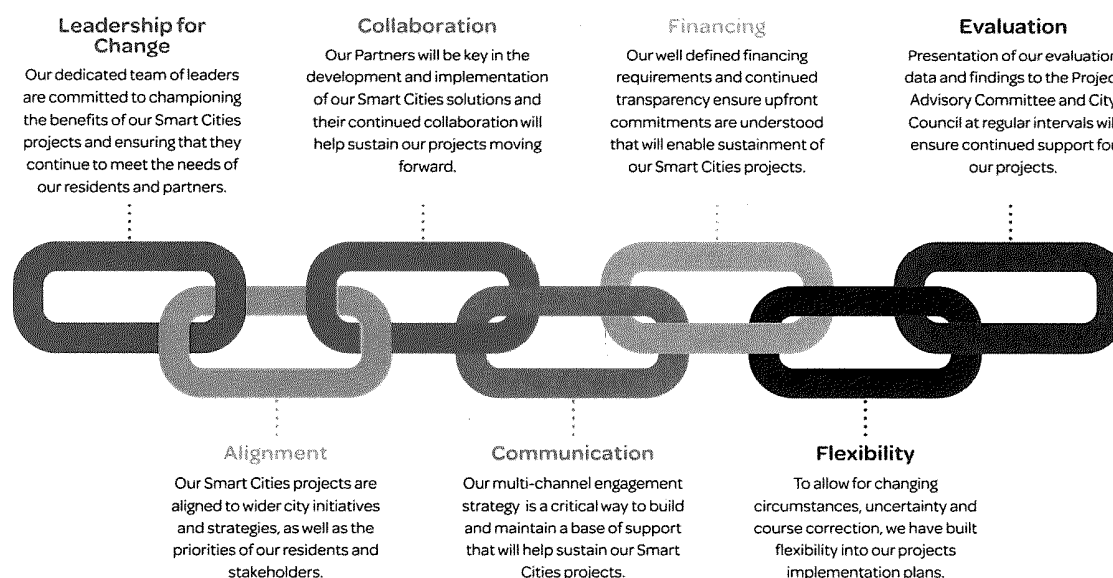 Leadership for
Change
Our dedicated team of leaders
are committed to championing
the benefits of our Smart Cities
projects and ensuring that they
continue to meet the needs of
our residents and partners.
Collaboration
Our Partners will be key in the
development and implementation
of our Smart Cities solutions and
their continued collaboration will
help sustain our projects moving
forward.
Financing
Our well defined financing
requirements and continued
transparency ensure upfront
commitments are understood
that will enable sustainment of
our Smart Cities projects.
Evaluation
Presentation of our evaluation
data and findings to the Projec
Advisory Committee and City
Council at regular intervals wil
ensure continued support for
our projects.
Alignment
Our Smart Cities projects are
aligned to wider city initiatives
and strategies, as well as the
priorities of our residents and
stakeholders.
Communication
Our multi-channel engagement
strategy is a critical way to build
and maintain a base of support
that will help sustain our Smart
Cities projects.
Flexibility
To allow for changing
circumstances, uncertainty and
course correction, we have built
flexibility into our projects
implementation plans.